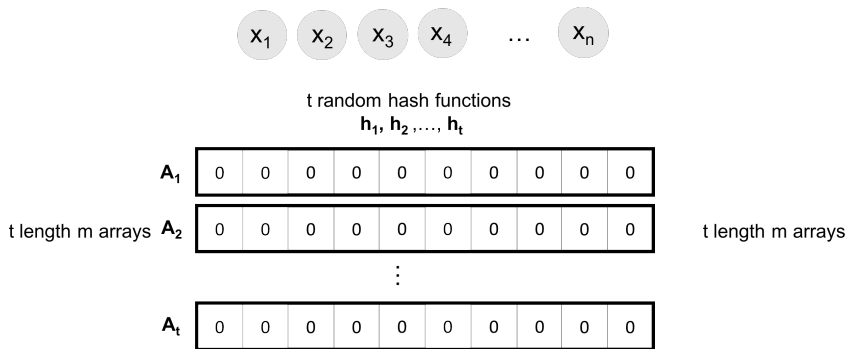 x1 x2 x3 x4 … xn
t random hash functions
h1, h2 ,…, ht
A1 0 0 0 0 0 0 0 0 0 0
t length m arrays A2 0 0 0 0 0 0 0 0 0 0 t length m arrays
⋮
At 0 0 0 0 0 0 0 0 0 0